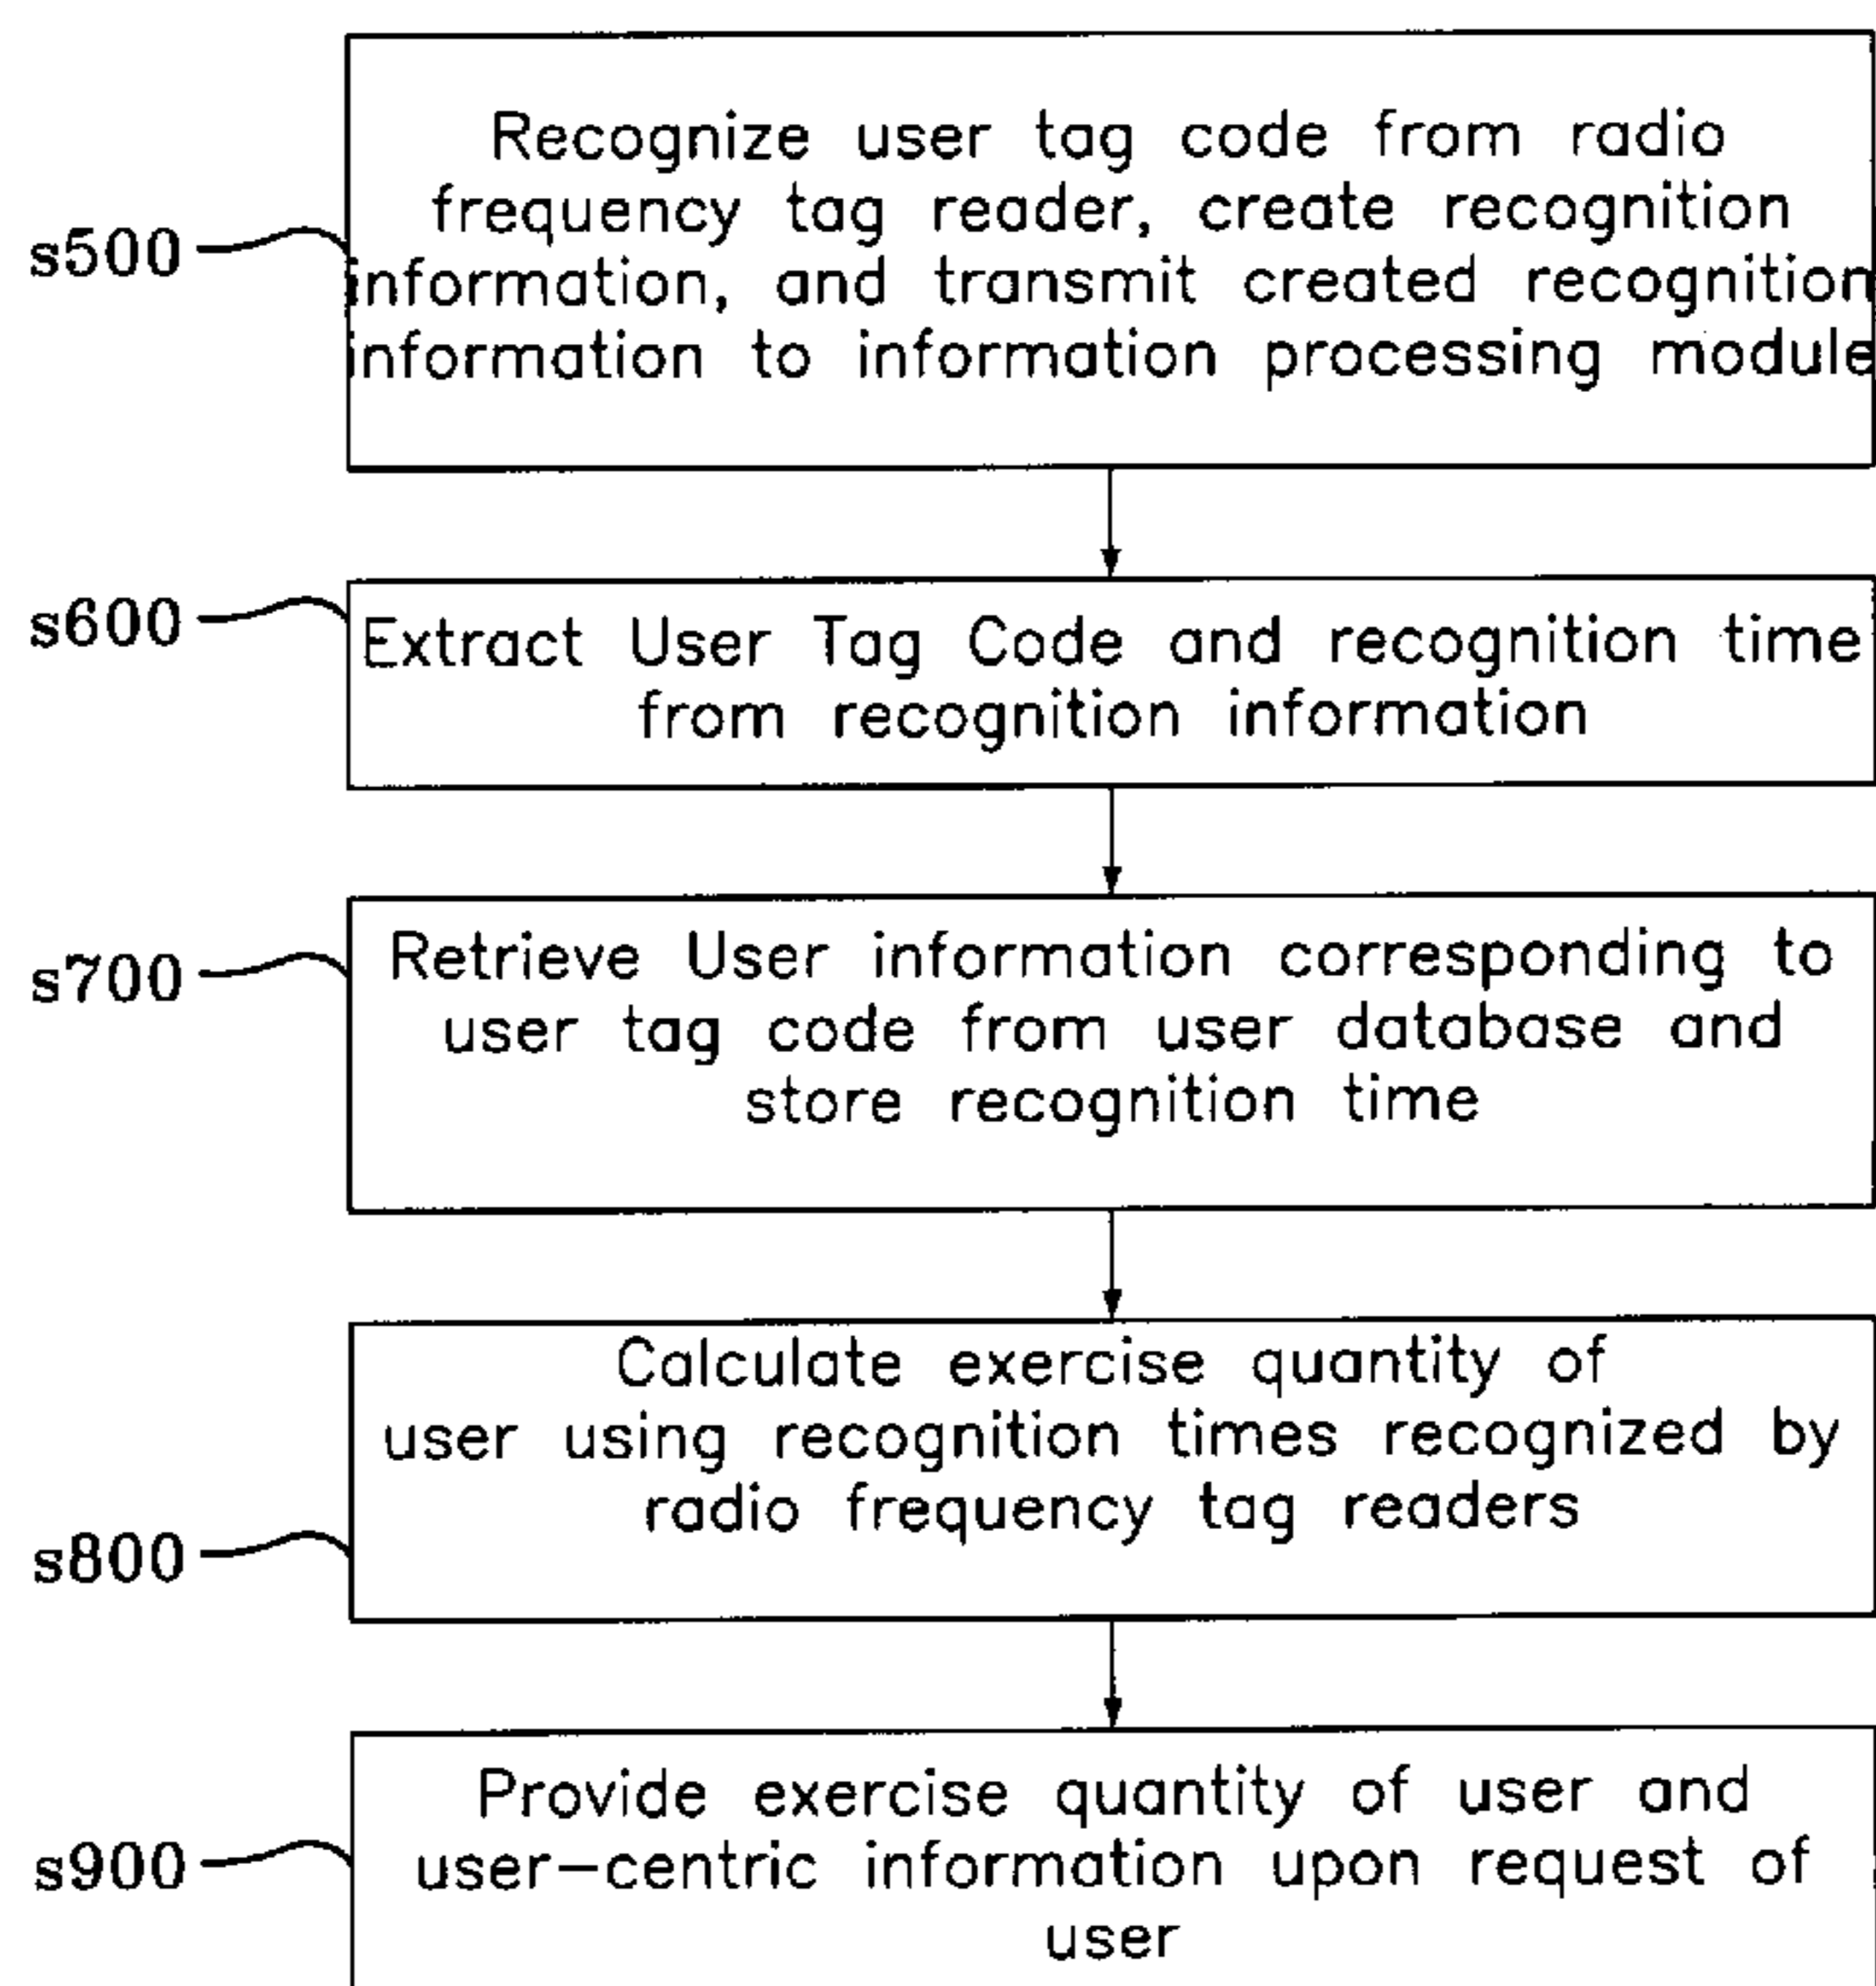 Recognize user tag code from radio
frequency tag reader, create recognition
s500
information, and transmit created recognition
information to information processing module
s600
Extract User Tag Code and recognition time
from recognition information
s700
Retrieve User information corresponding to
user tag code from user database and
store recognition time
Calculate exercise quantity of
user using recognition times recognized by
radio frequency tag readers
s800
Provide exercise quantity of user and
s900
user-centric information upon request of
user